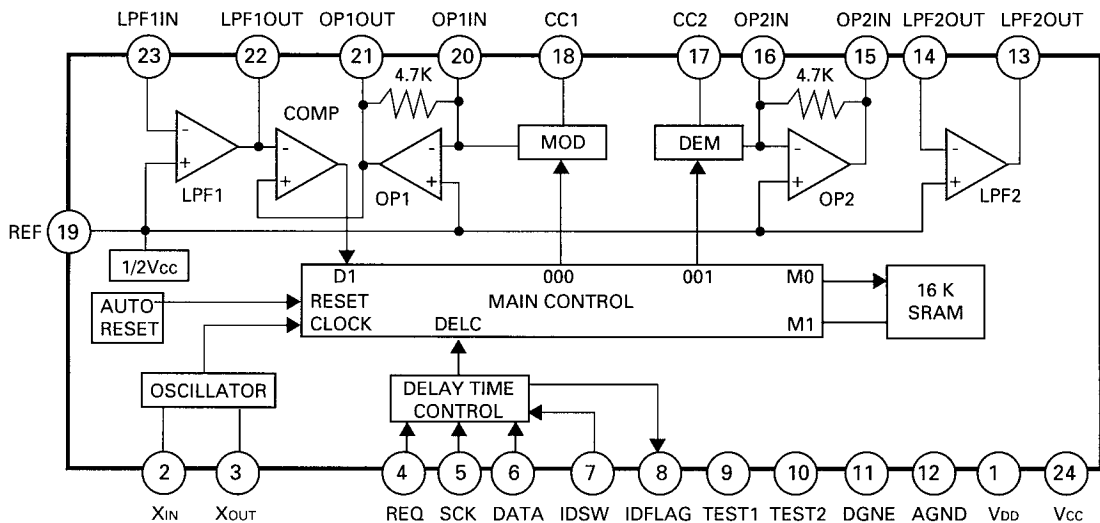 LPF1IN LPF1OUT OP1OUT OP1IN CC1 CC2 OP2IN OP2IN LPF2OUT LPF2OUT
23 22 21 20 18 17 16 15 14 13
4.7K 4.7K
COMP
- - - MOD DEM - -
+ + + + +
LPF1 OP1 OP2 LPF2
REF 19
1/2Vcc
D1 000 001 M0
AUTO RESET
RESET MAIN CONTROL
CLOCK DELC M1
16 K
SRAM
OSCILLATOR
DELAY TIME
CONTROL
2 3 4 5 6 7 8 9 10 11 12 1 24
XIN XOUT REQ SCK DATA IDSW IDFLAG TEST1 TEST2 DGNE AGND VDD Vcc